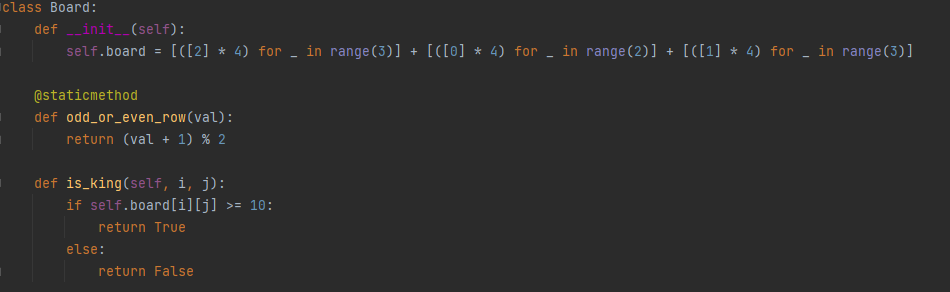 class Board:
    def __init__(self):
        self.board = [([2] * 4) for _ in range(3)] + [([0] * 4) for _ in range(2)] + [([1] * 4) for _ in range(3)]

    @staticmethod
    def odd_or_even_row(val):
        return (val + 1) % 2

    def is_king(self, i, j):
        if self.board[i][j] >= 10:
            return True
        else:
            return False